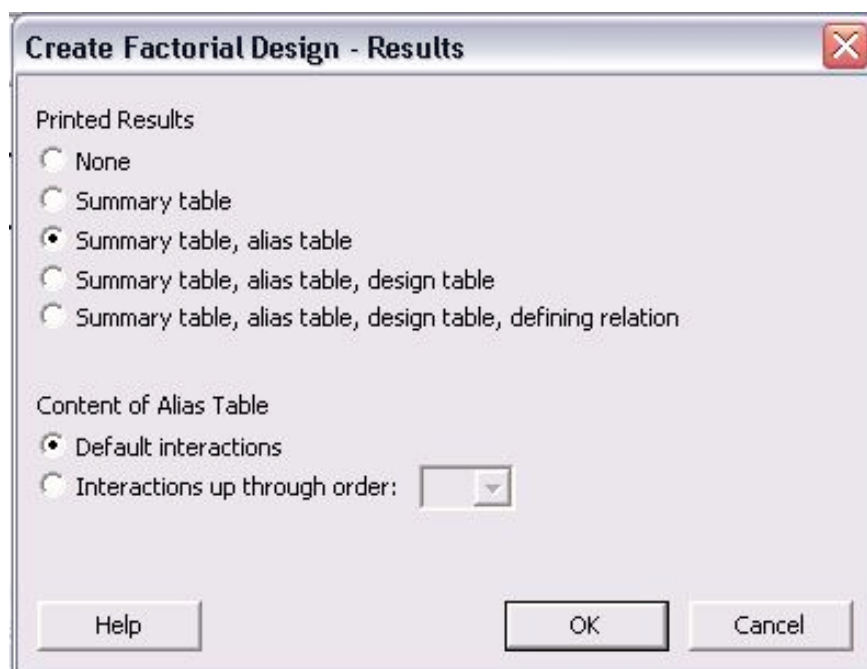 Create Factorial Design - Results
Printed Results
None
Summary table
Summary table, alias table
Summary table, alias table, design table
Summary table, alias table, design table, defining relation
Content of Alias Table
Default interactions
Interactions up through order:
Help OK Cancel